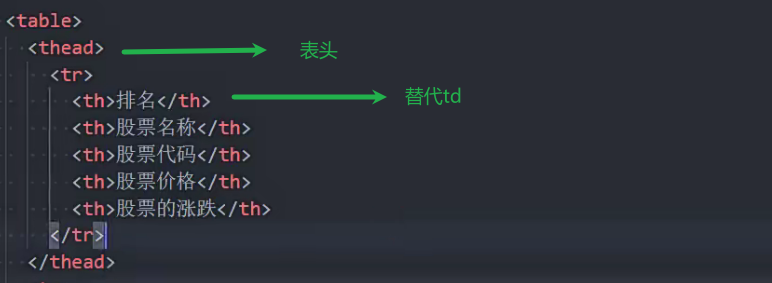 <table>
<thead> 表头
<tr>
<th>排名</th> 替代td
<th>股票名称</th>
<th>股票代码</th>
<th>股票价格</th>
<th>股票的涨跌</th>
</tr>
</thead>